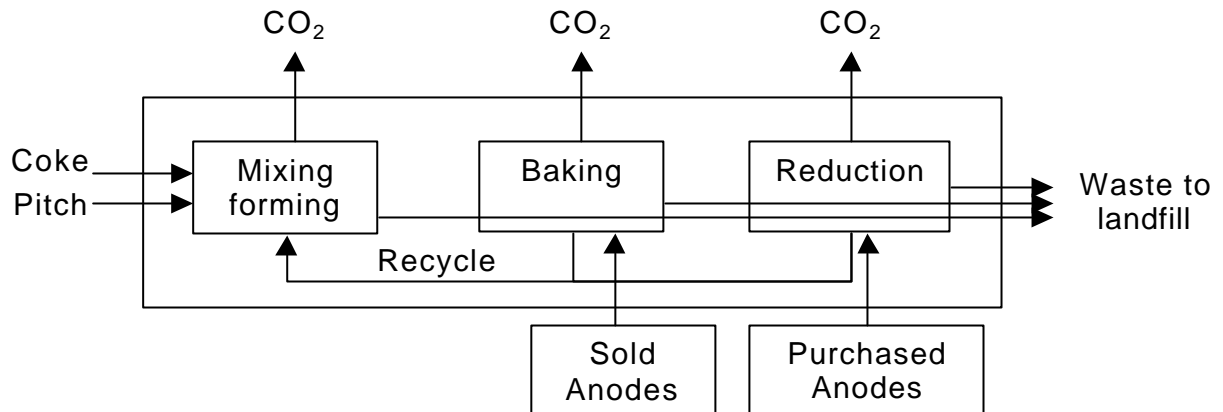 CO₂
CO₂
CO₂
Coke
Pitch
Mixing
forming
Baking
Reduction
Waste to
landfill
Recycle
Sold
Anodes
Purchased
Anodes